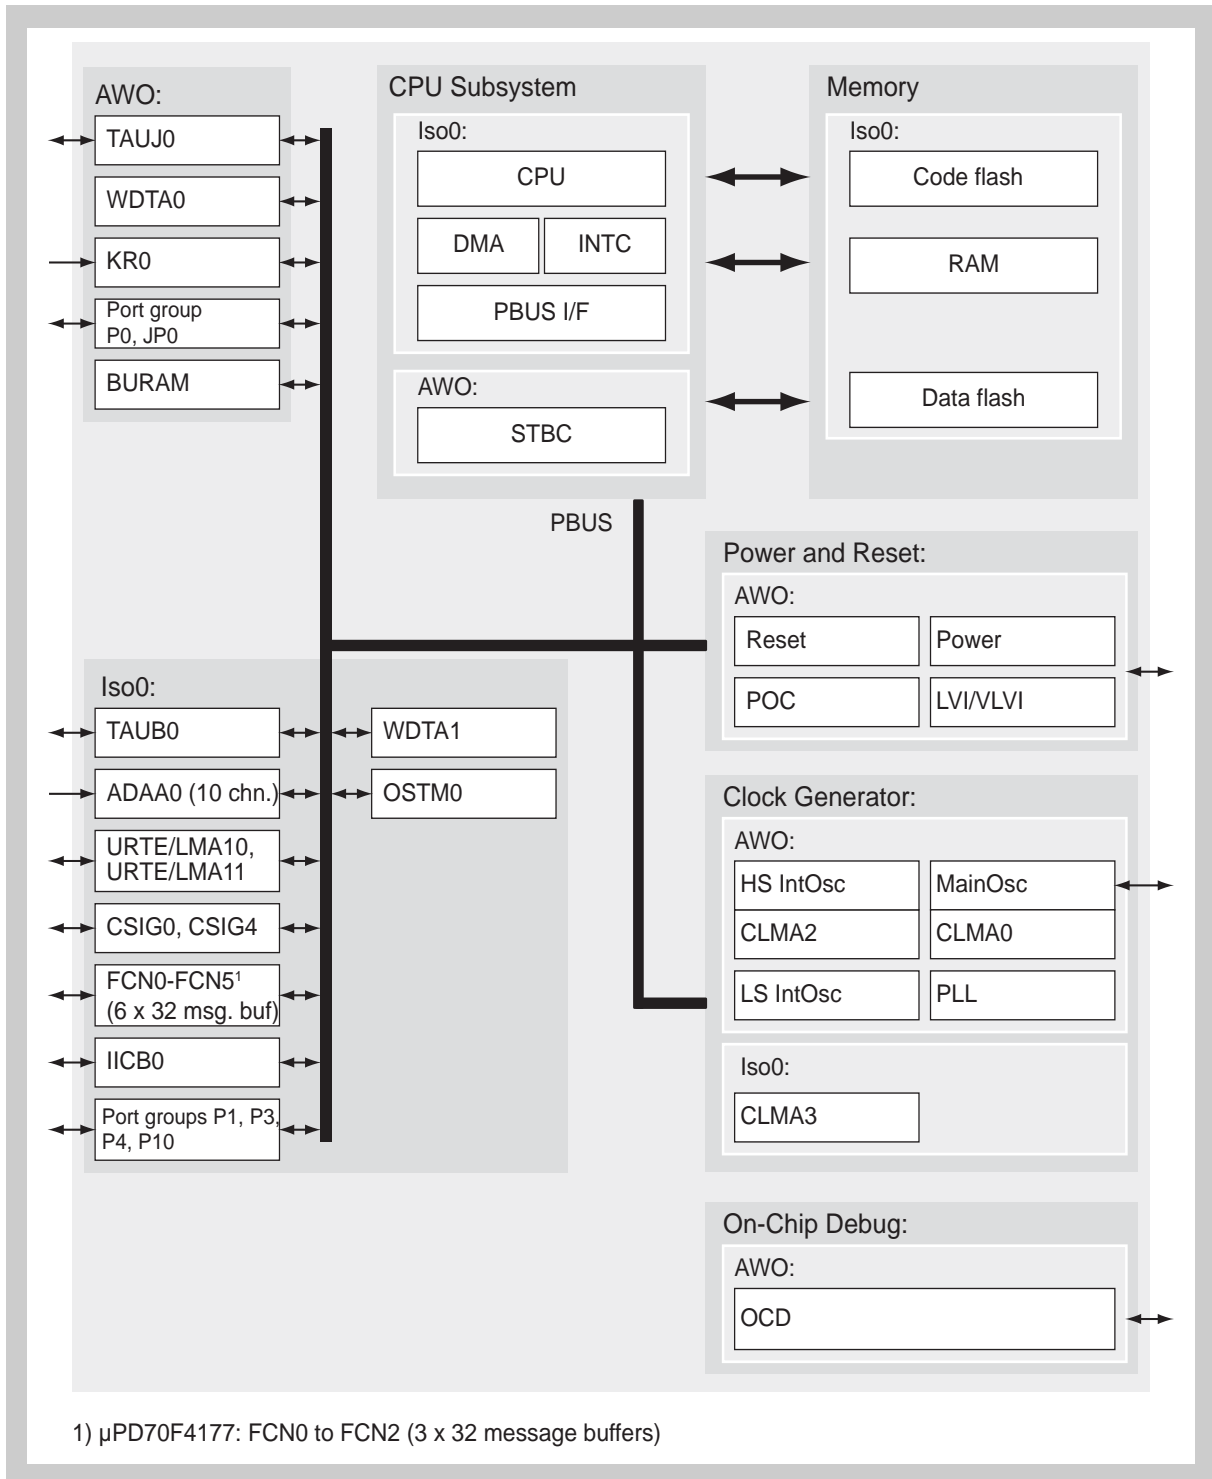 AWO:
TAUJ0
WDTA0
KR0
Port group
P0, JP0
BURAM
CPU Subsystem
Iso0:
CPU
DMA
INTC
PBUS I/F
AWO:
STBC
Memory
Iso0:
Code flash
RAM
Data flash
PBUS
Iso0:
TAUB0
ADAA0 (10 chn.)
URTE/LMA10,
URTE/LMA11
CSIG0, CSIG4
FCN0-FCN5¹
(6 x 32 msg. buf)
IICB0
Port groups P1, P3,
P4, P10
WDTA1
OSTM0
Power and Reset:
AWO:
Reset
Power
POC
LVI/VLVI
Clock Generator:
AWO:
HS IntOsc
MainOsc
CLMA2
CLMA0
LS IntOsc
PLL
Iso0:
CLMA3
On-Chip Debug:
AWO:
OCD
1) µPD70F4177: FCN0 to FCN2 (3 x 32 message buffers)